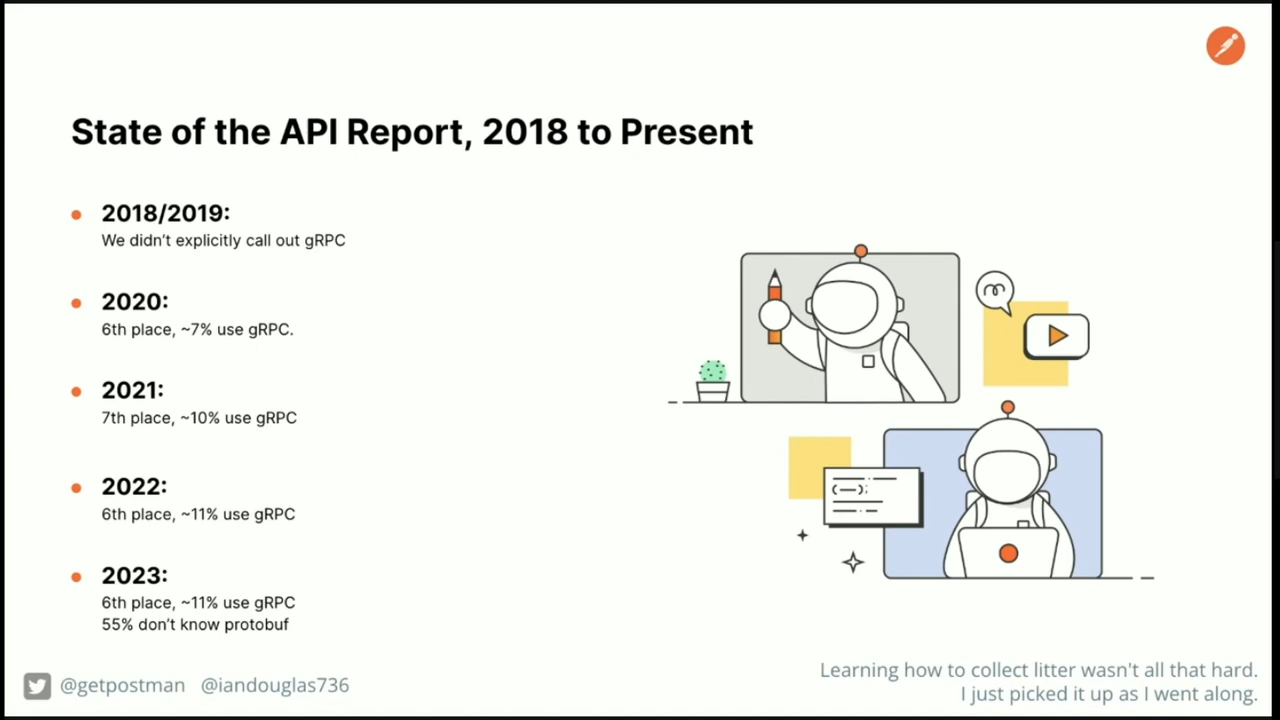 State of the API Report, 2018 to Present
2018/2019:
We didn't explicitly call out gRPC
2020:
6th place, ~7% use gRPC.
2021:
7th place, ~10% use gRPC
2022:
6th place, ~11% use gRPC
2023:
6th place, ~11% use gRPC
55% don't know protobuf
@getpostman @iandouglas736
Learning how to collect litter wasn't all that hard.
I just picked it up as I went along.